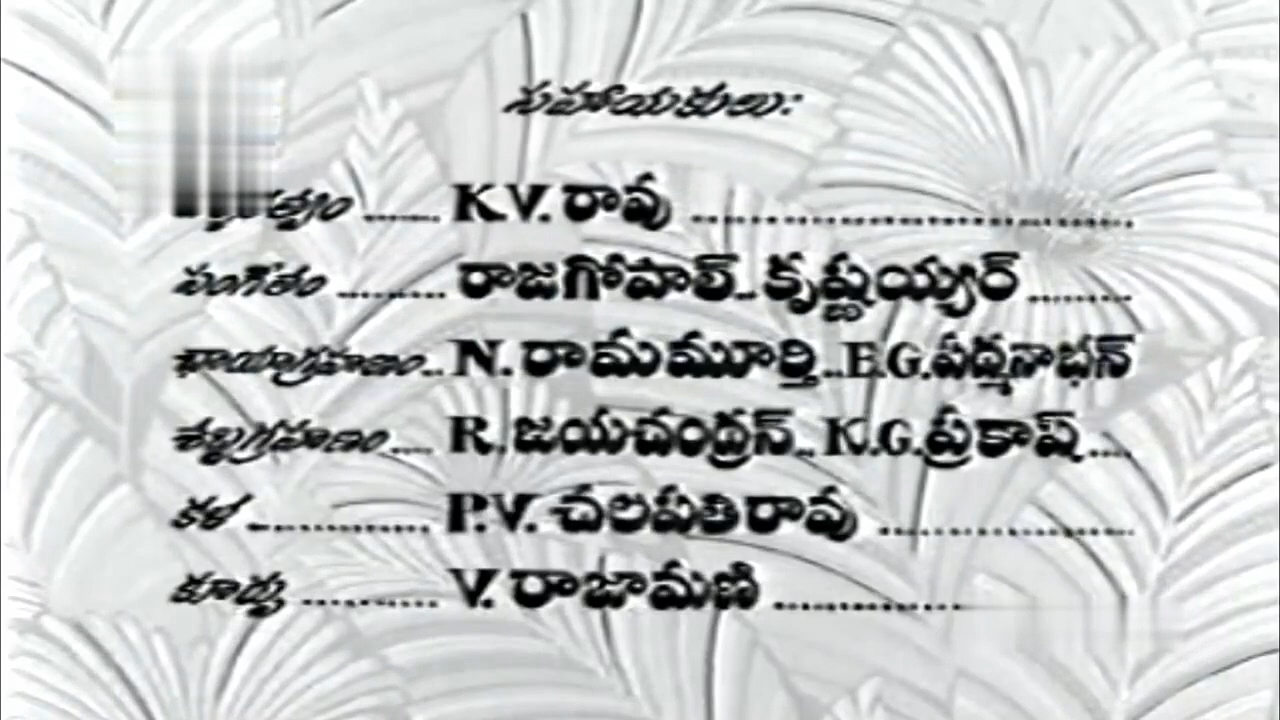 సహాయకులు:
........ K.V. రావు ........................................
సంగీతం ......... రాజగోపాల్.. కృష్ణయ్యర్ .........
ఛాయాగ్రహణం.. N. రామమూర్తి.. E.G. పద్మనాభన్
శబ్దగ్రహణం .... R. జయచంద్రన్.. K.G. ప్రకాష్ ....
కళ ................ P.V. చలపతిరావు .......................
కూర్పు ............ V. రాజామణి ..................